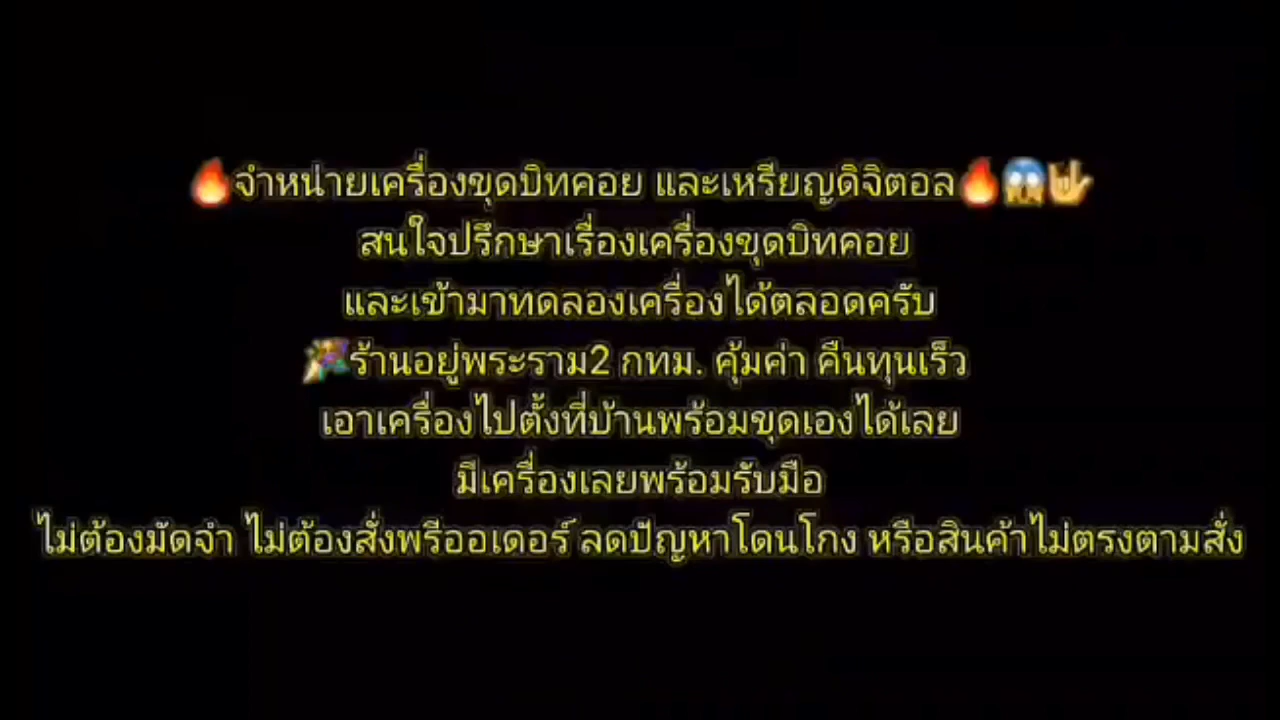 🔥จำหน่ายเครื่องขุดบิทคอย และเหรียญดิจิตอล🔥😱🤟
สนใจปรึกษาเรื่องเครื่องขุดบิทคอย
และเข้ามาทดลองเครื่องได้ตลอดครับ
🎉ร้านอยู่พระราม2 กทม. คุ้มค่า คืนทุนเร็ว
เอาเครื่องไปตั้งที่บ้านพร้อมขุดเองได้เลย
มีเครื่องเลยพร้อมรับมือ
ไม่ต้องมัดจำ ไม่ต้องสั่งพรีออเดอร์ ลดปัญหาโดนโกง หรือสินค้าไม่ตรงตามสั่ง